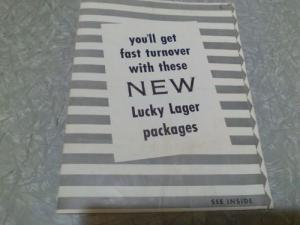 you'll get
fast turnover
with these
NEW
Lucky Lager
packages
SEE INSIDE